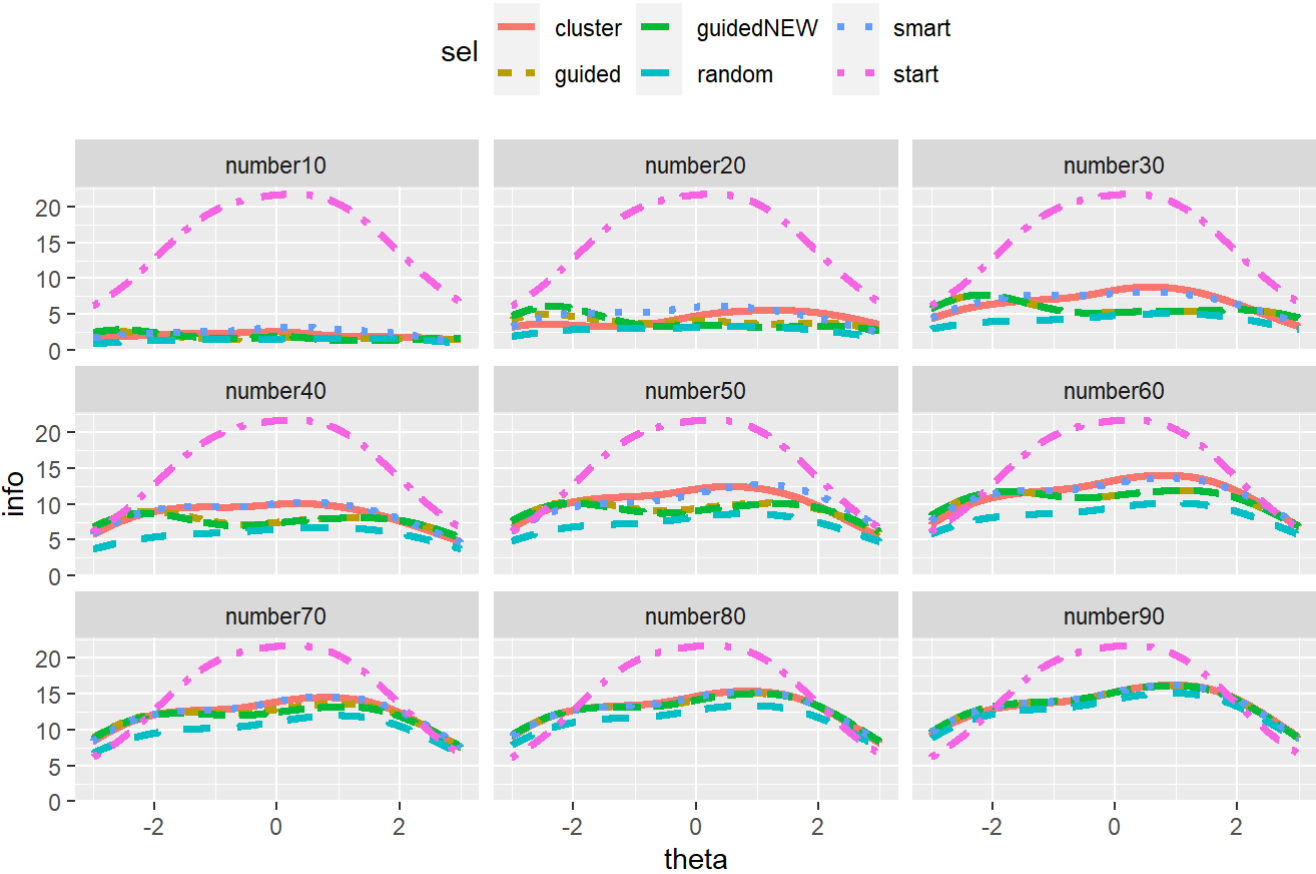 sel
cluster guidedNEW smart
guided random start
number10 number20 number30
20
15
10
5
0
number40 number50 number60
20
15
10
5
0
info
number70 number80 number90
20
15
10
5
0
-2 0 2 -2 0 2 -2 0 2
theta